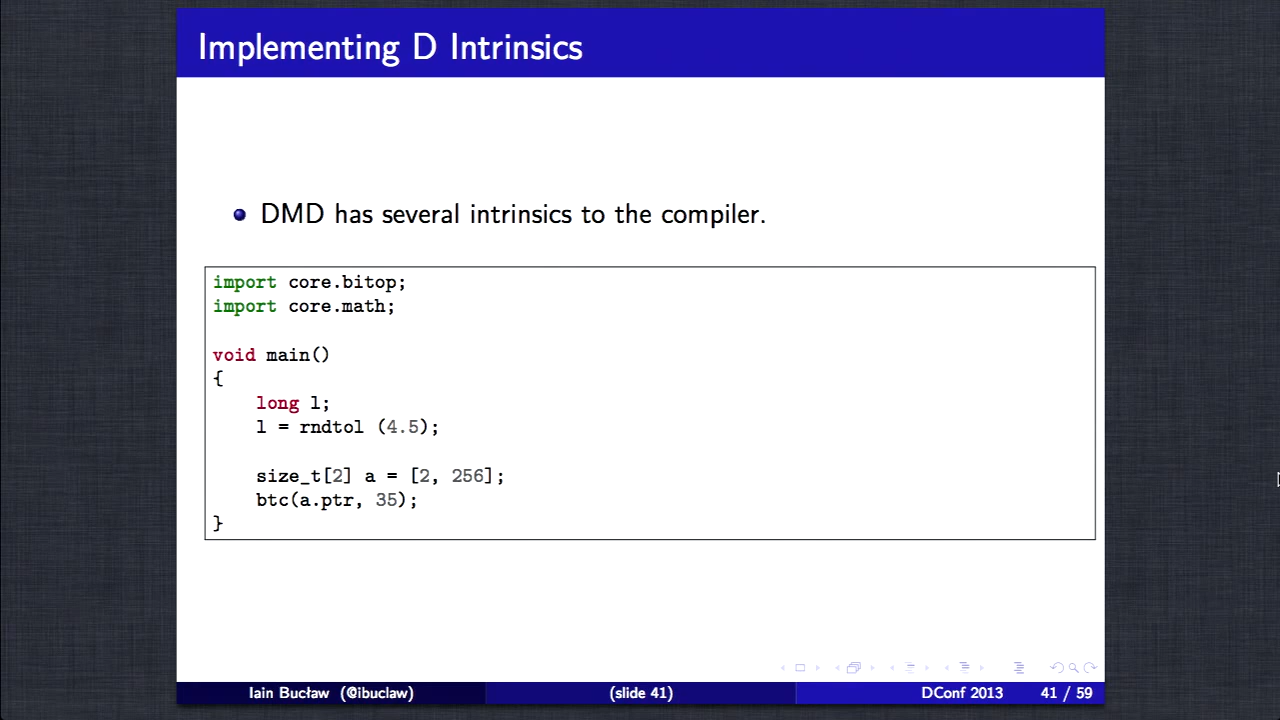 Implementing D Intrinsics
DMD has several intrinsics to the compiler.
import core.bitop;
import core.math;
void main()
{
    long l;
    l = rndtol (4.5);
    size_t[2] a = [2, 256];
    btc(a.ptr, 35);
}
Iain Bucław (@ibuclaw) (slide 41) DConf 2013 41 / 59